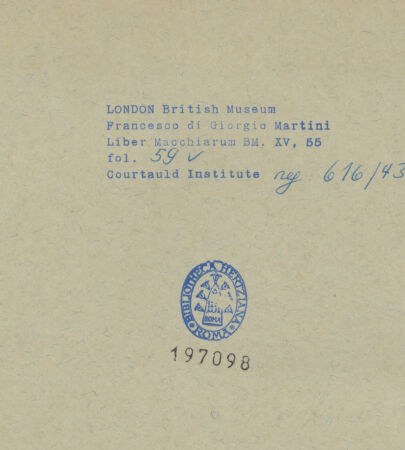 LONDON British Museum
Francesco di Giorgio Martini
Liber Macchiarum BM. XV, 55
fol. 59 v
Courtauld Institute neg. 616/43
BIBLIOTHECA HERTZIANA
ROMA
ROMA
197098